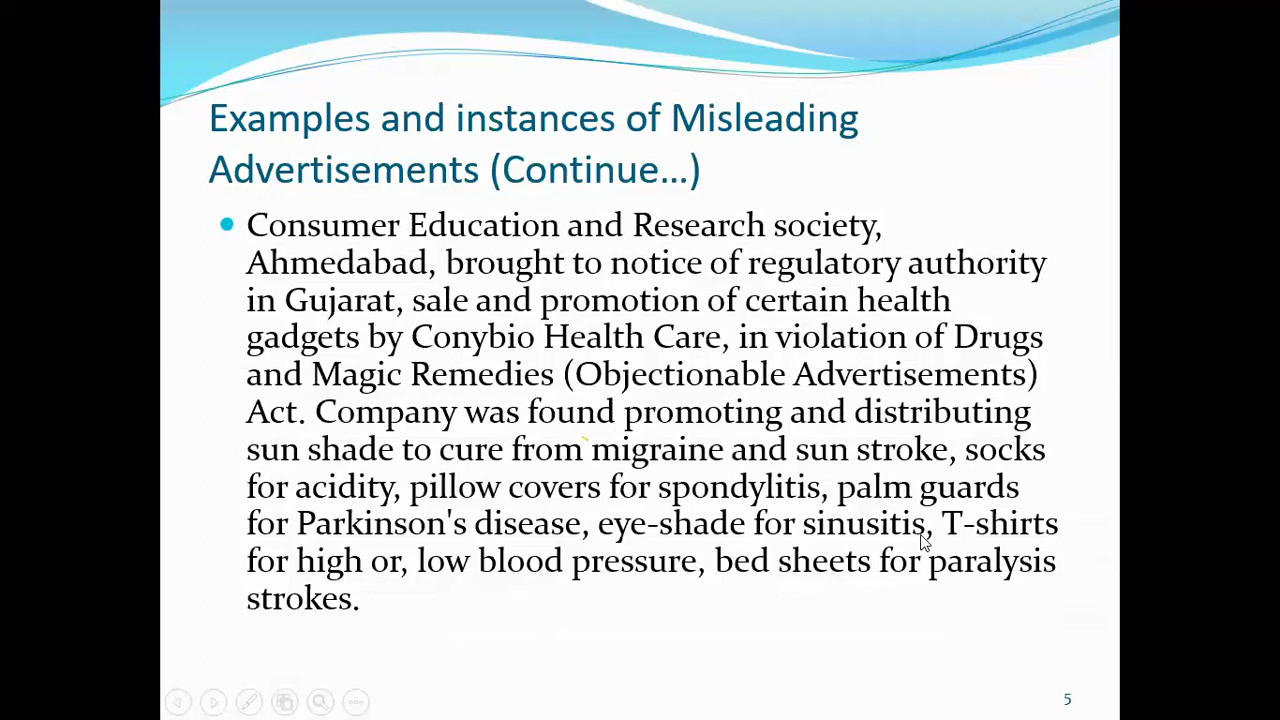 Examples and instances of Misleading
Advertisements (Continue…)
Consumer Education and Research society,
Ahmedabad, brought to notice of regulatory authority
in Gujarat, sale and promotion of certain health
gadgets by Conybio Health Care, in violation of Drugs
and Magic Remedies (Objectionable Advertisements)
Act. Company was found promoting and distributing
sun shade to cure from migraine and sun stroke, socks
for acidity, pillow covers for spondylitis, palm guards
for Parkinson's disease, eye-shade for sinusitis, T-shirts
for high or, low blood pressure, bed sheets for paralysis
strokes.
5